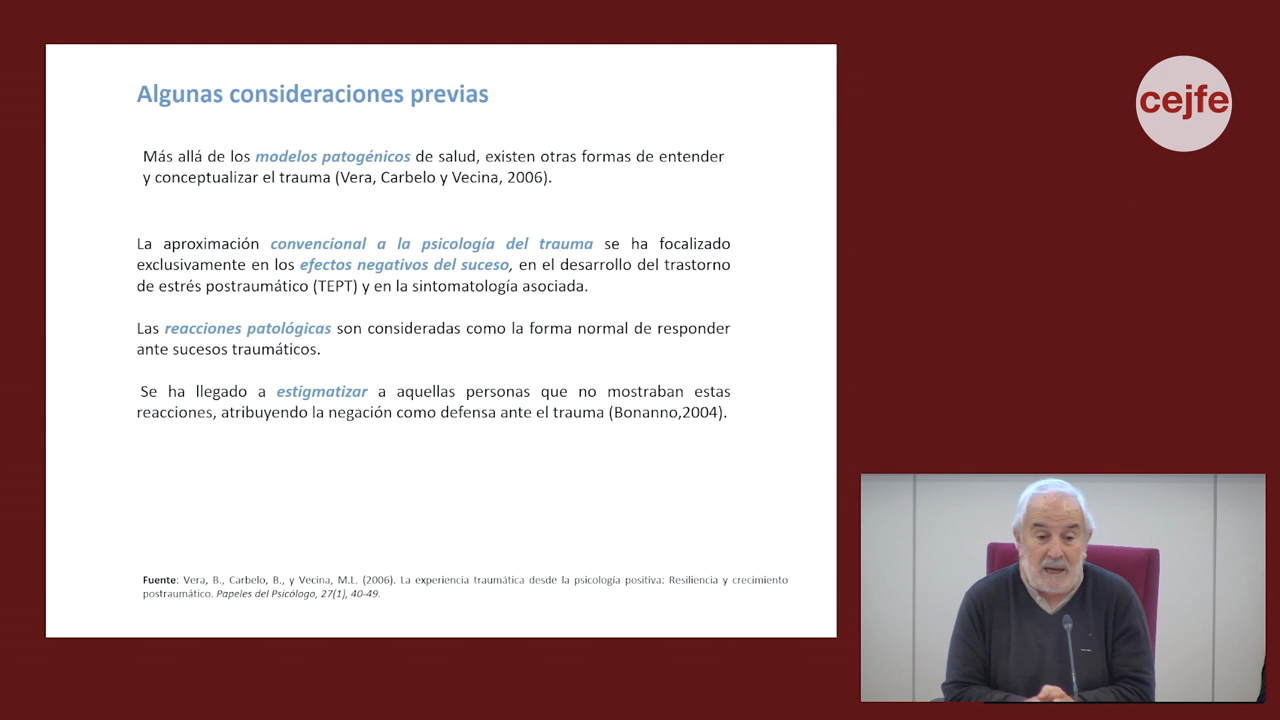 Algunas consideraciones previas
Más allá de los modelos patogénicos de salud, existen otras formas de entender
y conceptualizar el trauma (Vera, Carbelo y Vecina, 2006).
La aproximación convencional a la psicología del trauma se ha focalizado
exclusivamente en los efectos negativos del suceso, en el desarrollo del trastorno
de estrés postraumático (TEPT) y en la sintomatología asociada.
Las reacciones patológicas son consideradas como la forma normal de responder
ante sucesos traumáticos.
Se ha llegado a estigmatizar a aquellas personas que no mostraban estas
reacciones, atribuyendo la negación como defensa ante el trauma (Bonanno,2004).
Fuente: Vera, B., Carbelo, B., y Vecina, M.L. (2006). La experiencia traumática desde la psicología positiva: Resiliencia y crecimiento
postraumático. Papeles del Psicólogo, 27(1), 40-49.
cejfe